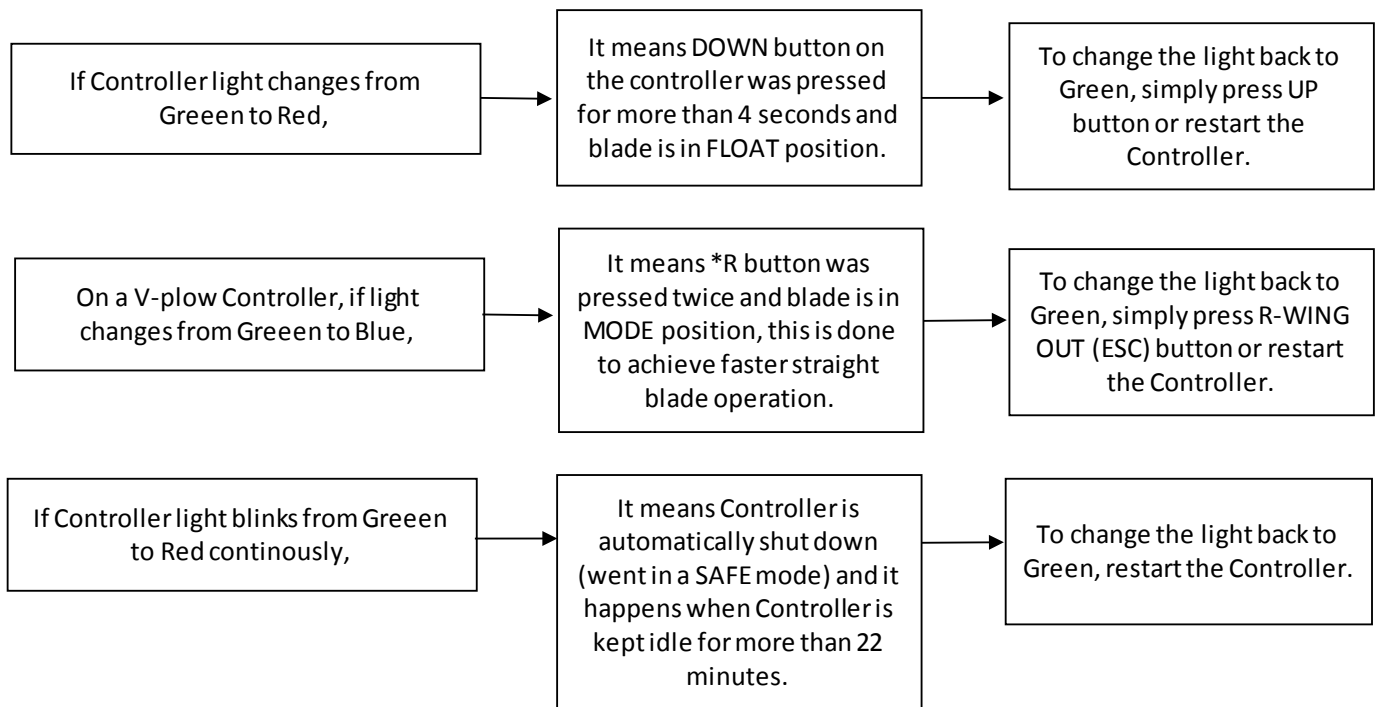 If Controller light changes from
Greeen to Red,
It means DOWN button on
the controller was pressed
for more than 4 seconds and
blade is in FLOAT position.
To change the light back to
Green, simply press UP
button or restart the
Controller.
On a V-plow Controller, if light
changes from Greeen to Blue,
It means *R button was
pressed twice and blade is in
MODE position, this is done
to achieve faster straight
blade operation.
To change the light back to
Green, simply press R-WING
OUT (ESC) button or restart
the Controller.
If Controller light blinks from Greeen
to Red continously,
It means Controller is
automatically shut down
(went in a SAFE mode) and it
happens when Controller is
kept idle for more than 22
minutes.
To change the light back to
Green, restart the Controller.